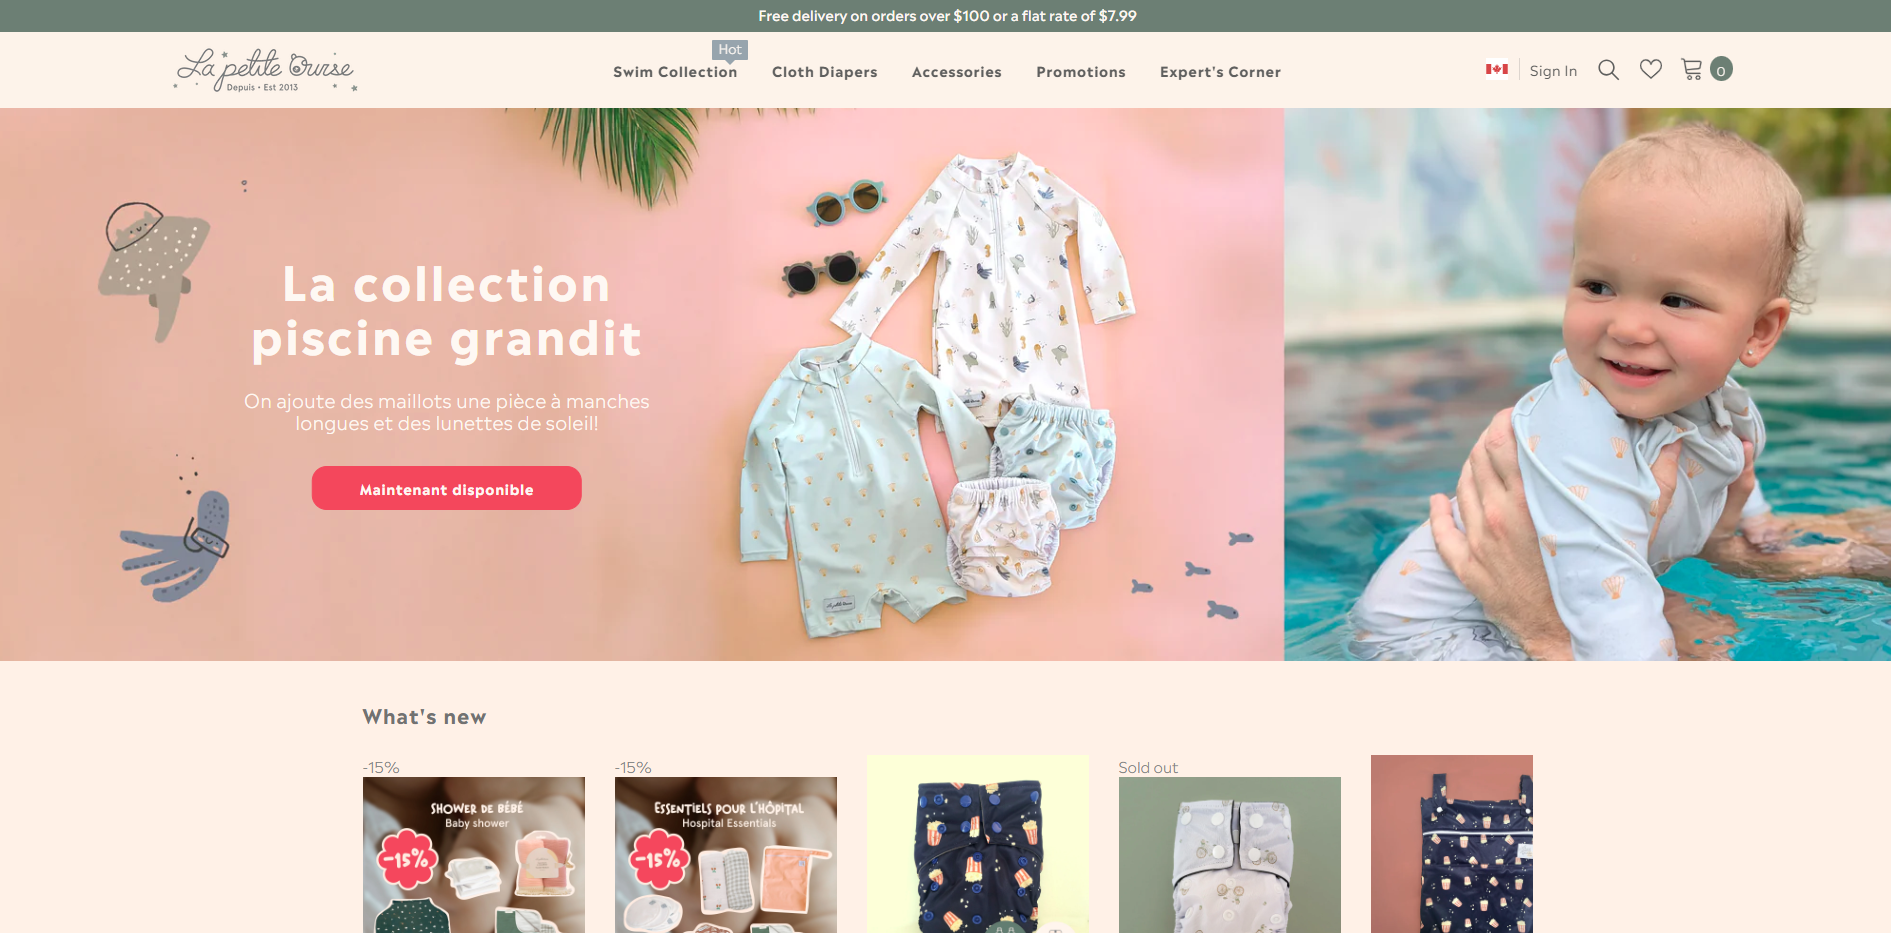 Free delivery on orders over $100 or a flat rate of $7.99
La petite Ourse
Depuis • Est 2013
Hot
Swim Collection
Cloth Diapers
Accessories
Promotions
Expert's Corner
Sign In
0
La collection
piscine grandit
On ajoute des maillots une pièce à manches
longues et des lunettes de soleil!
Maintenant disponible
What's new
-15%
SHOWER DE BÉBÉ
Baby shower
-15%
-15%
ESSENTIELS POUR L'HÔPITAL
Hospital Essentials
-15%
Sold out